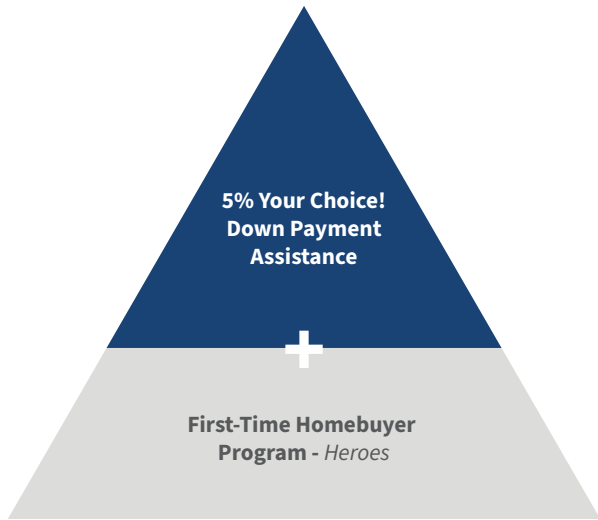 5% Your Choice!
Down Payment
Assistance
+
First-Time Homebuyer
Program - Heroes